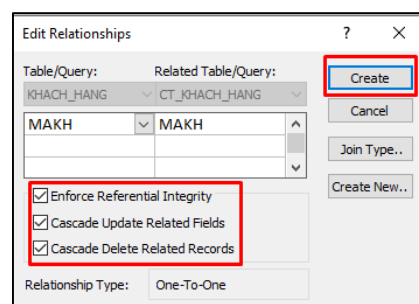 Edit Relationships ?
Table/Query: Related Table/Query:
KHACH_HANG CT_KHACH_HANG
MAKH MAKH
Create
Cancel
Join Type..
Create New..
Enforce Referential Integrity
Cascade Update Related Fields
Cascade Delete Related Records
Relationship Type: One-To-One